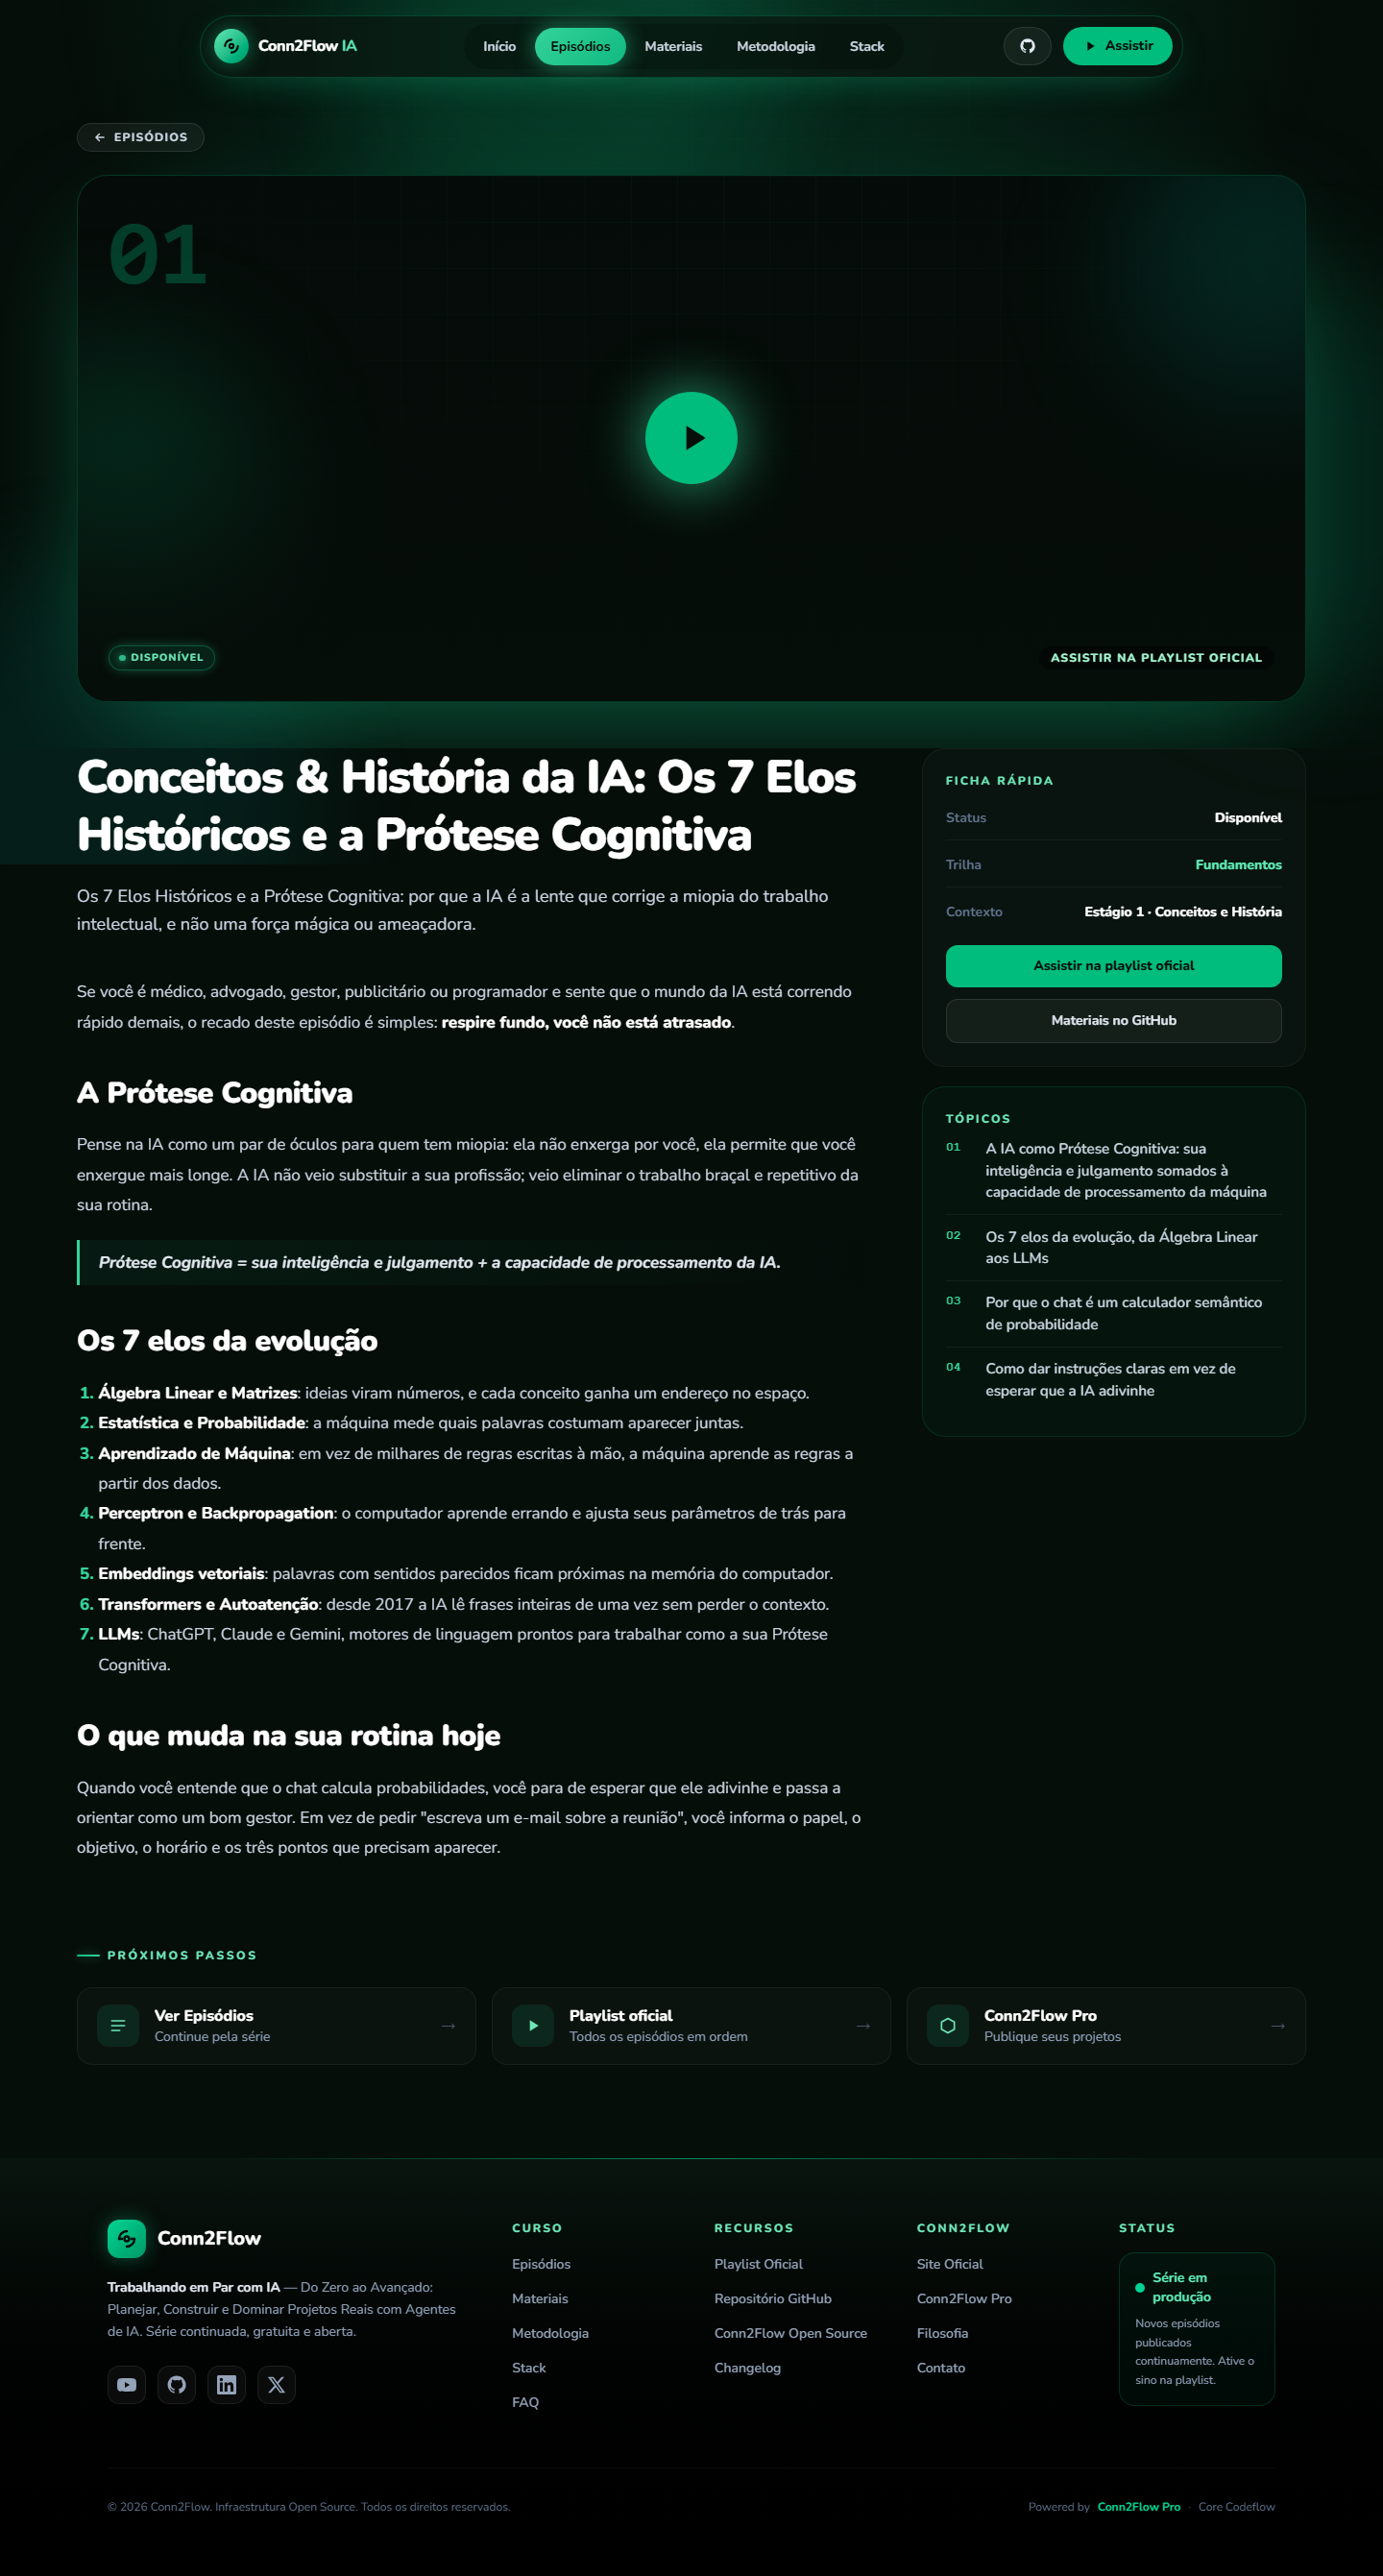 Conn2Flow IA
Início
Episódios
Materiais
Metodologia
Stack
Assistir
← EPISÓDIOS
01
DISPONÍVEL
ASSISTIR NA PLAYLIST OFICIAL
Conceitos & História da IA: Os 7 Elos
Históricos e a Prótese Cognitiva
Os 7 Elos Históricos e a Prótese Cognitiva: por que a IA é a lente que corrige a miopia do trabalho
intelectual, e não uma força mágica ou ameaçadora.
Se você é médico, advogado, gestor, publicitário ou programador e sente que o mundo da IA está correndo
rápido demais, o recado deste episódio é simples: respire fundo, você não está atrasado.
A Prótese Cognitiva
Pense na IA como um par de óculos para quem tem miopia: ela não enxerga por você, ela permite que você
enxergue mais longe. A IA não veio substituir a sua profissão; veio eliminar o trabalho braçal e repetitivo da
sua rotina.
Prótese Cognitiva = sua inteligência e julgamento + a capacidade de processamento da IA.
Os 7 elos da evolução
1. Álgebra Linear e Matrizes: ideias viram números, e cada conceito ganha um endereço no espaço.
2. Estatística e Probabilidade: a máquina mede quais palavras costumam aparecer juntas.
3. Aprendizado de Máquina: em vez de milhares de regras escritas à mão, a máquina aprende as regras a
partir dos dados.
4. Perceptron e Backpropagation: o computador aprende errando e ajusta seus parâmetros de trás para
frente.
5. Embeddings vetoriais: palavras com sentidos parecidos ficam próximas na memória do computador.
6. Transformers e Autoatenção: desde 2017 a IA lê frases inteiras de uma vez sem perder o contexto.
7. LLMs: ChatGPT, Claude e Gemini, motores de linguagem prontos para trabalhar como a sua Prótese
Cognitiva.
O que muda na sua rotina hoje
Quando você entende que o chat calcula probabilidades, você para de esperar que ele adivinhe e passa a
orientar como um bom gestor. Em vez de pedir "escreva um e-mail sobre a reunião", você informa o papel, o
objetivo, o horário e os três pontos que precisam aparecer.
FICHA RÁPIDA
Status Disponível
Trilha Fundamentos
Contexto Estágio 1 · Conceitos e História
Assistir na playlist oficial
Materiais no GitHub
TÓPICOS
01 A IA como Prótese Cognitiva: sua
inteligência e julgamento somados à
capacidade de processamento da máquina
02 Os 7 elos da evolução, da Álgebra Linear
aos LLMs
03 Por que o chat é um calculador semântico
de probabilidade
04 Como dar instruções claras em vez de
esperar que a IA adivinhe
PRÓXIMOS PASSOS
Ver Episódios →
Continue pela série
Playlist oficial →
Todos os episódios em ordem
Conn2Flow Pro →
Publique seus projetos
Conn2Flow
Trabalhando em Par com IA — Do Zero ao Avançado:
Planejar, Construir e Dominar Projetos Reais com Agentes
de IA. Série continuada, gratuita e aberta.
CURSO
Episódios
Materiais
Metodologia
Stack
FAQ
RECURSOS
Playlist Oficial
Repositório GitHub
Conn2Flow Open Source
Changelog
CONN2FLOW
Site Oficial
Conn2Flow Pro
Filosofia
Contato
STATUS
Série em
produção
Novos episódios
publicados
continuamente. Ative o
sino na playlist.
© 2026 Conn2Flow. Infraestrutura Open Source. Todos os direitos reservados.
Powered by Conn2Flow Pro · Core Codeflow